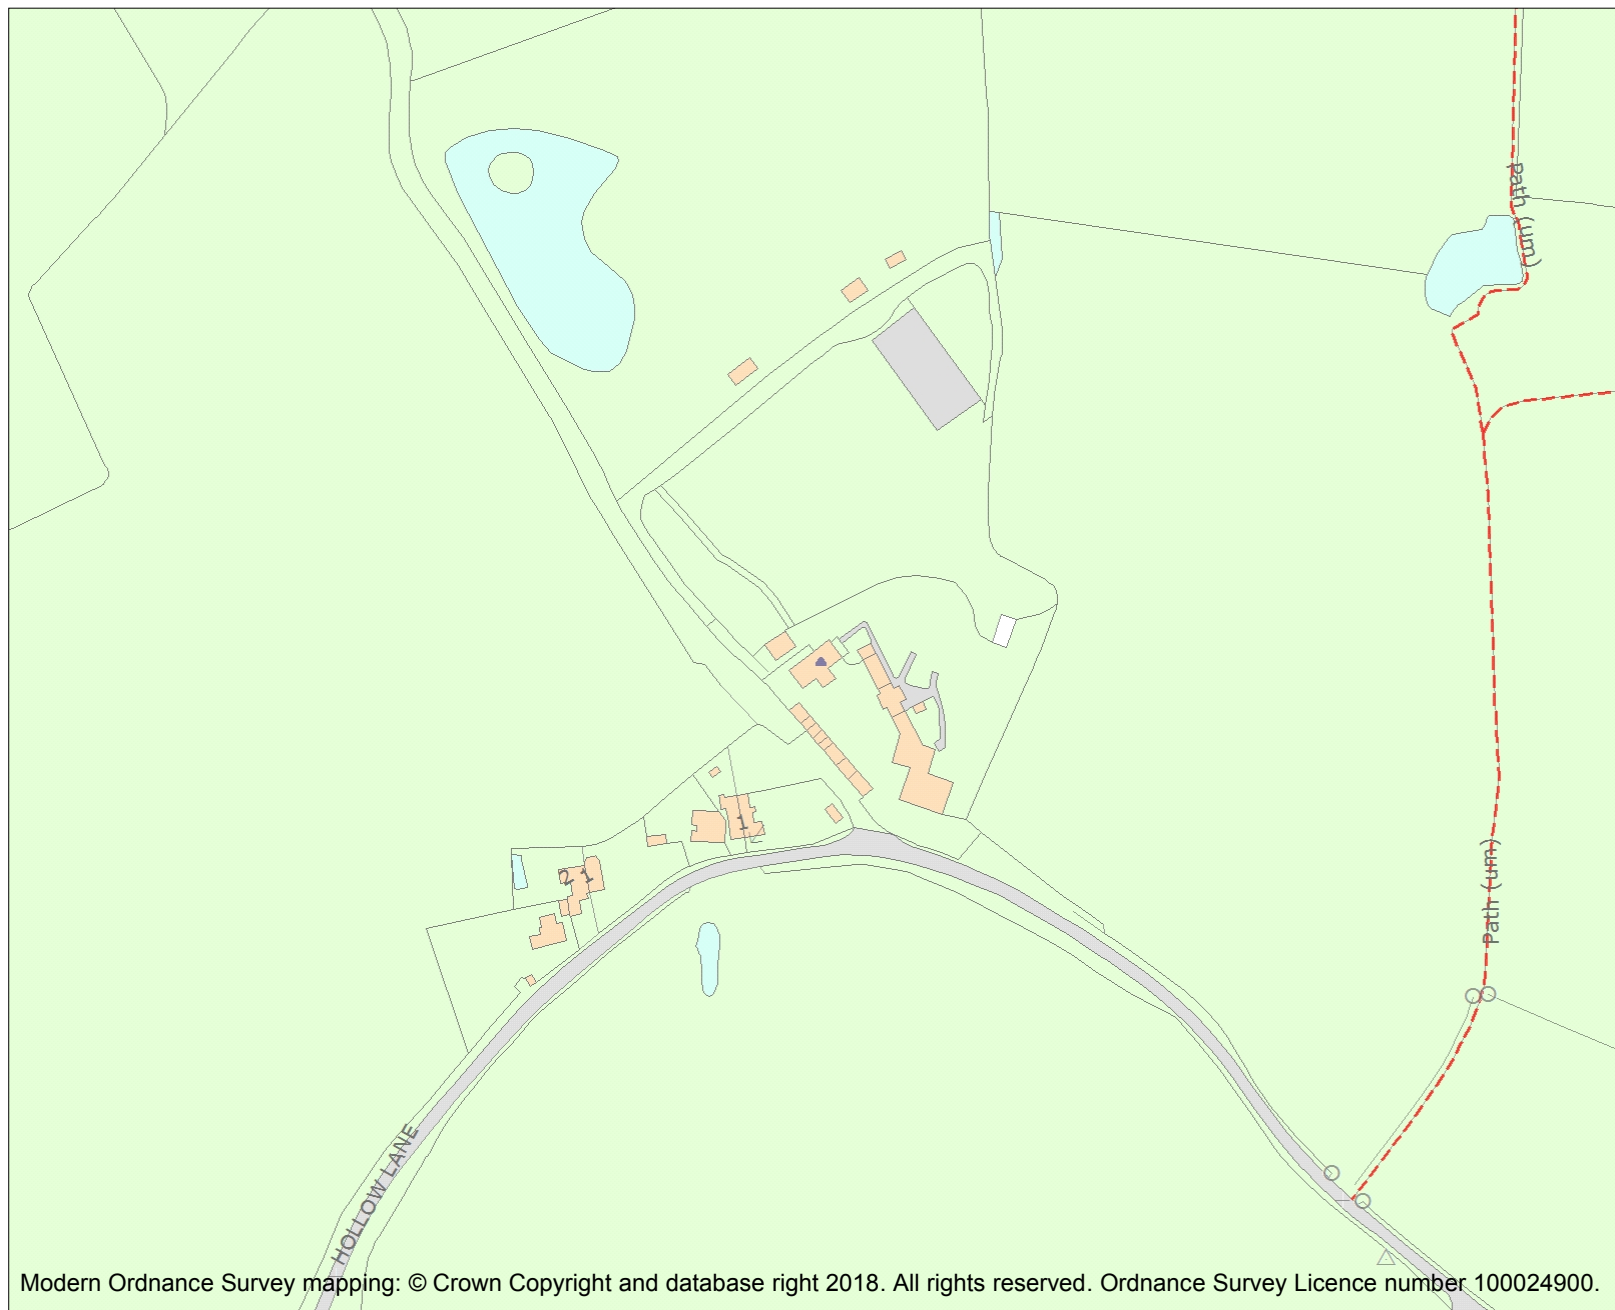 Path (um)
1
2
1
Path (um)
HOLLOW LANE
Modern Ordnance Survey mapping: © Crown Copyright and database right 2018. All rights reserved. Ordnance Survey Licence number 100024900.